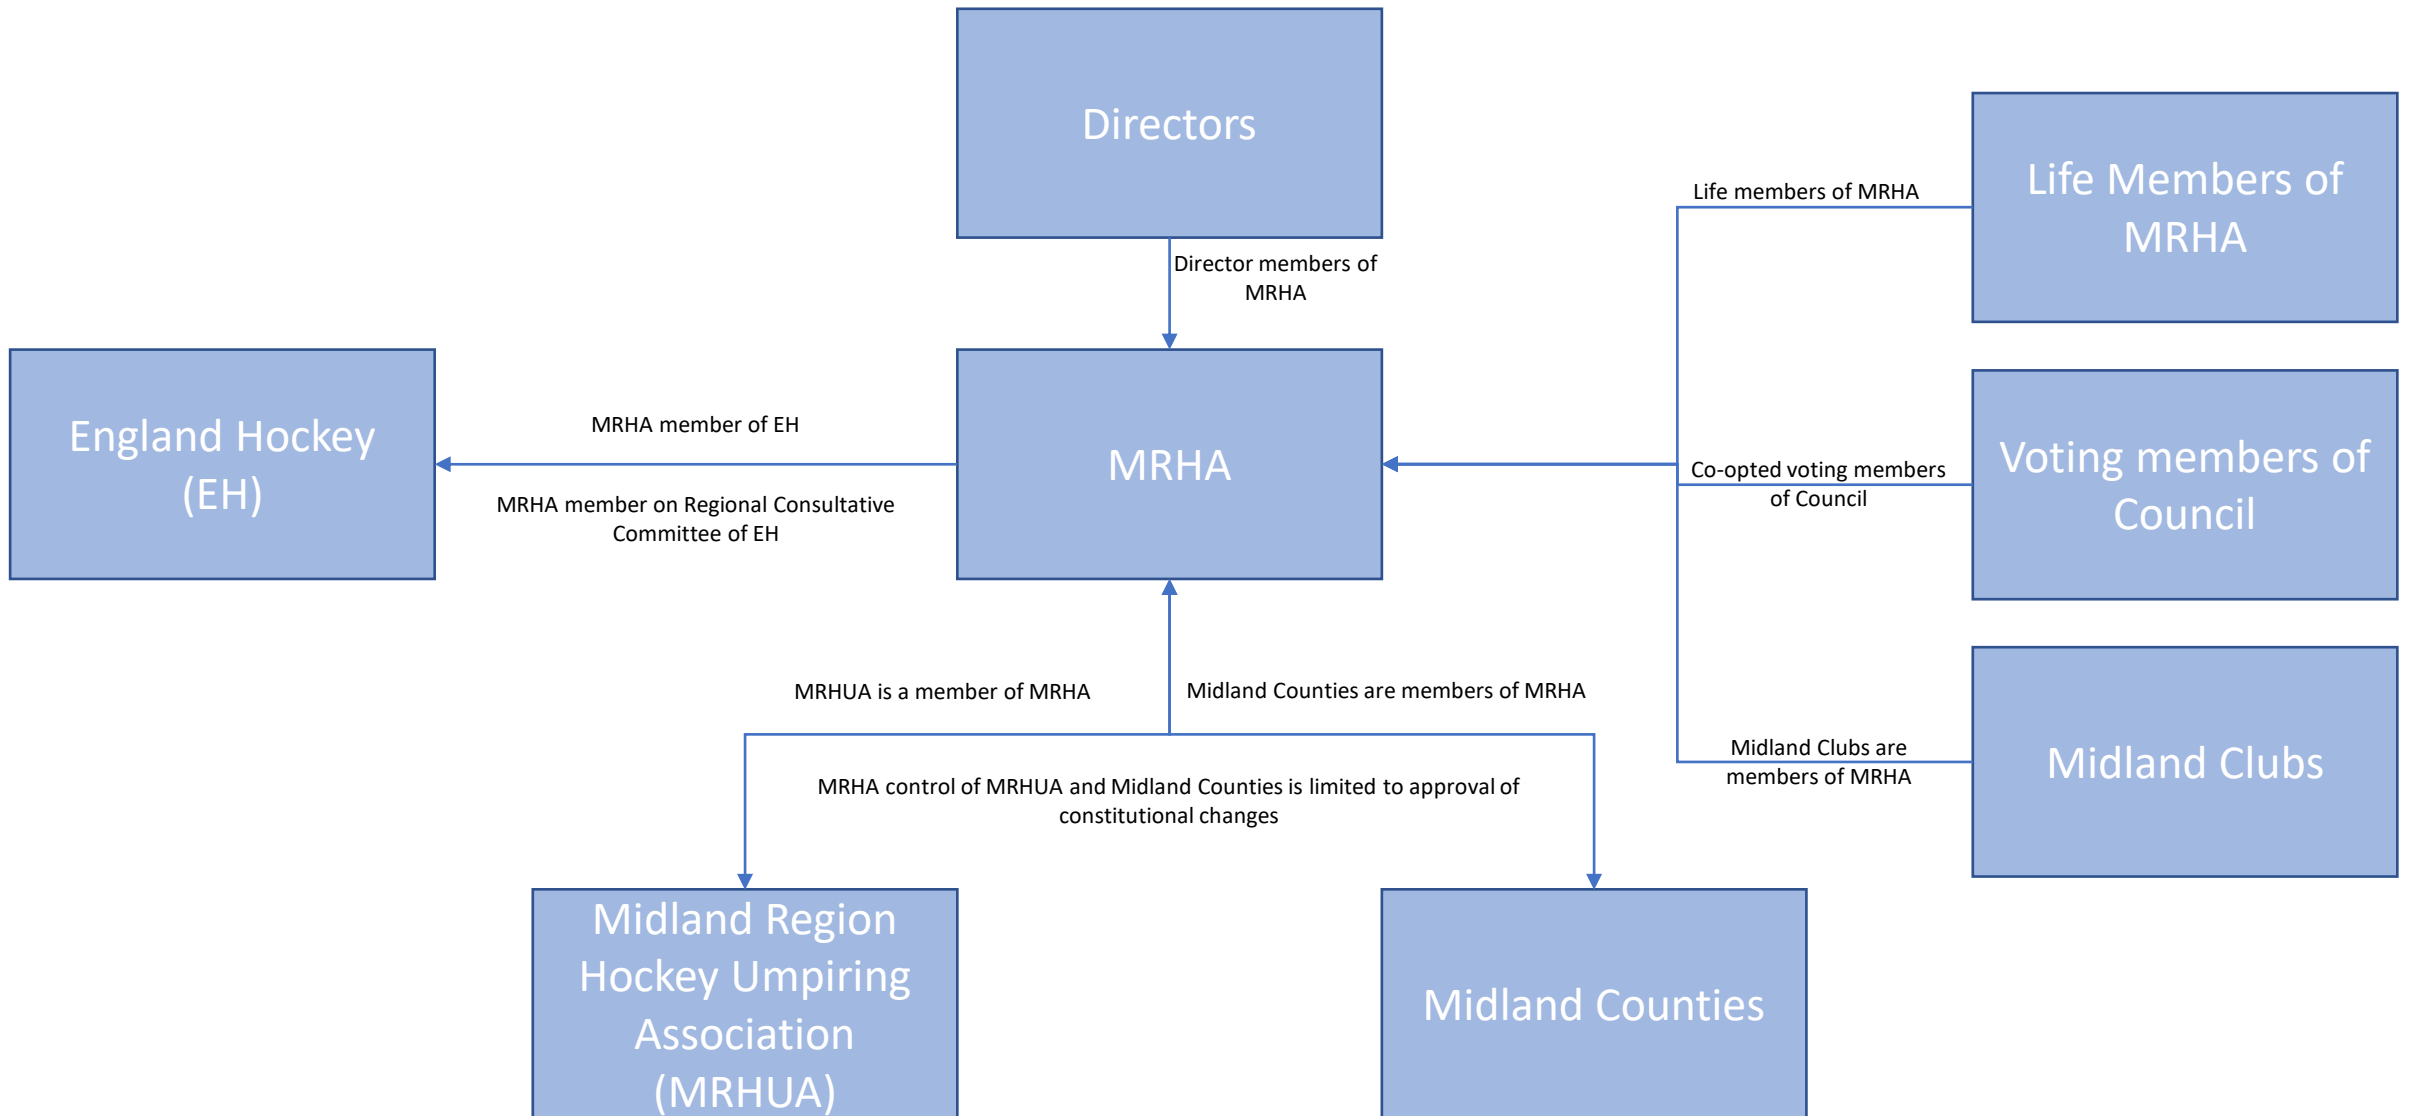 Directors
Life Members of
MRHA
Life members of MRHA
Director members of
MRHA
England Hockey
(EH)
MRHA member of EH
MRHA member on Regional Consultative
Committee of EH
MRHA
Co-opted voting members
of Council
Voting members of
Council
MRHUA is a member of MRHA
Midland Counties are members of MRHA
Midland Clubs are
members of MRHA
Midland Clubs
MRHA control of MRHUA and Midland Counties is limited to approval of
constitutional changes
Midland Region
Hockey Umpiring
Association
(MRHUA)
Midland Counties